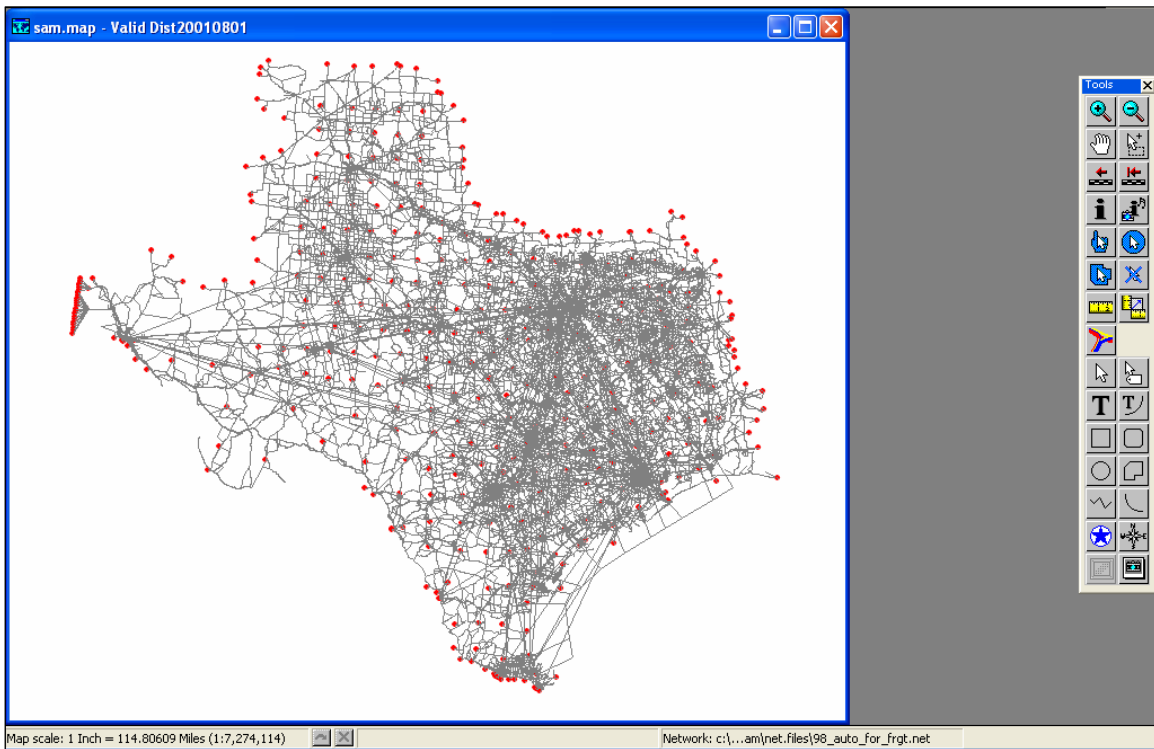 sam.map - Valid Dist20010801
Tools
Map scale: 1 Inch = 114.80609 Miles (1:7,274,114)
Network: c:\...am\net.files\98_auto_for_frgt.net